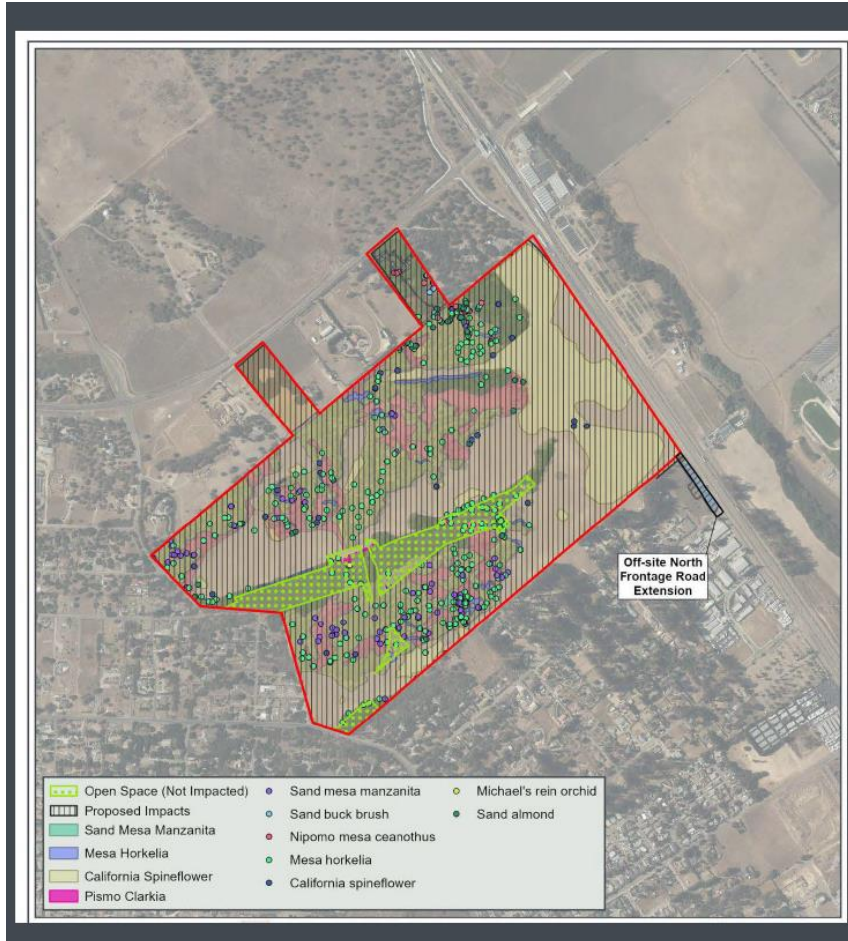 Off-site North
Frontage Road
Extension
Open Space (Not Impacted)
Proposed Impacts
Sand Mesa Manzanita
Mesa Horkelia
California Spineflower
Pismo Clarkia
Sand mesa manzanita
Sand buck brush
Nipomo mesa ceanothus
Mesa horkelia
California spineflower
Michael's rein orchid
Sand almond